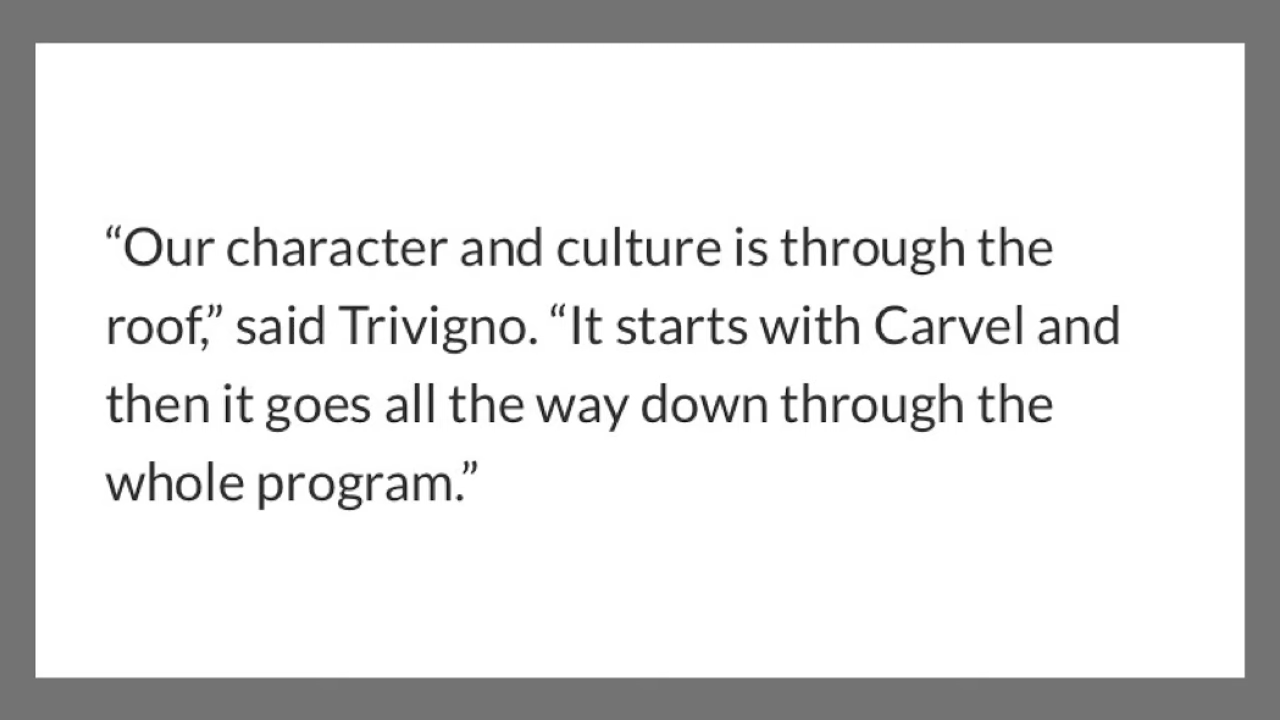 “Our character and culture is through the
roof,” said Trivigno. “It starts with Carvel and
then it goes all the way down through the
whole program.”